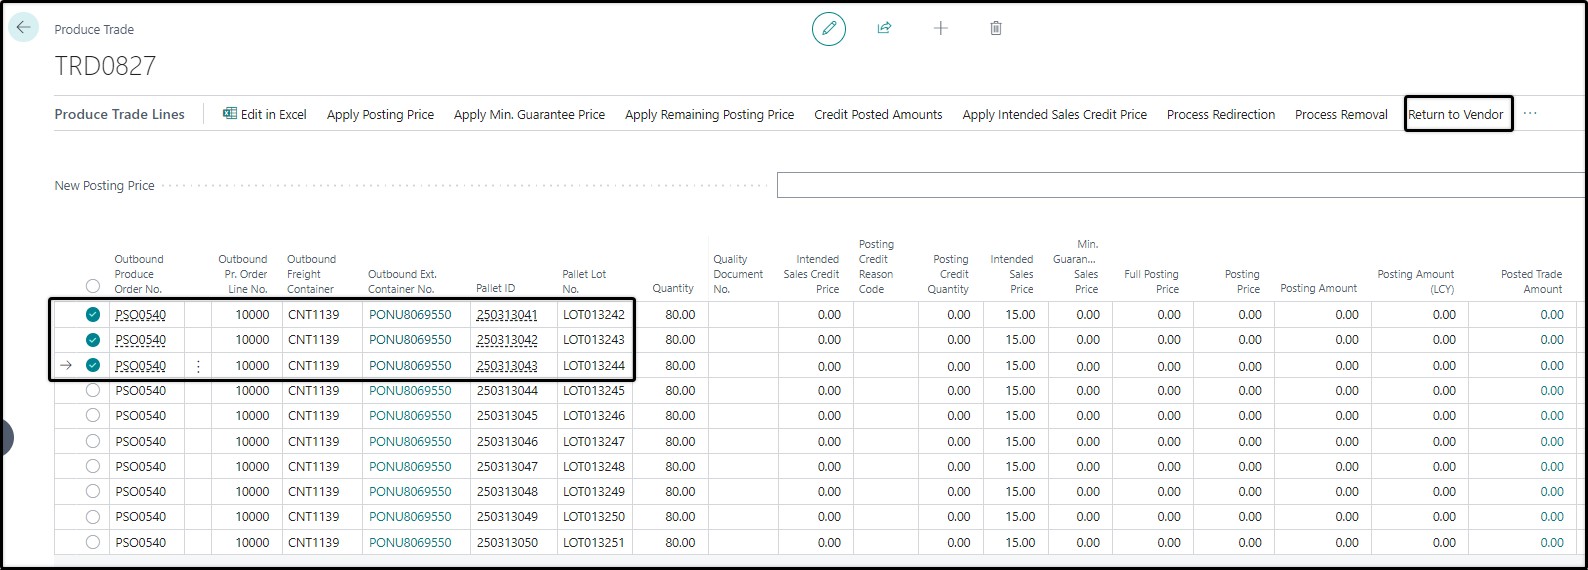 Produce Trade
TRD0827
Produce Trade Lines Edit in Excel Apply Posting Price Apply Min. Guarantee Price Apply Remaining Posting Price Credit Posted Amounts Apply Intended Sales Credit Price Process Redirection Process Removal Return to Vendor ...
New Posting Price
Outbound Produce Order No. Outbound Pr. Order Line No. Outbound Freight Container Outbound Ext. Container No. Pallet ID Pallet Lot No. Quantity Quality Document No. Intended Sales Credit Price Posting Credit Reason Code Posting Credit Quantity Intended Sales Price Min. Guaran... Sales Price Full Posting Price Posting Price Posting Amount Posting Amount (LCY) Posted Trade Amount
PSO0540 10000 CNT1139 PONU8069550 250313041 LOT013242 80.00 0.00 0.00 15.00 0.00 0.00 0.00 0.00 0.00 0.00
PSO0540 10000 CNT1139 PONU8069550 250313042 LOT013243 80.00 0.00 0.00 15.00 0.00 0.00 0.00 0.00 0.00 0.00
PSO0540 10000 CNT1139 PONU8069550 250313043 LOT013244 80.00 0.00 0.00 15.00 0.00 0.00 0.00 0.00 0.00 0.00
PSO0540 10000 CNT1139 PONU8069550 250313044 LOT013245 80.00 0.00 0.00 15.00 0.00 0.00 0.00 0.00 0.00 0.00
PSO0540 10000 CNT1139 PONU8069550 250313045 LOT013246 80.00 0.00 0.00 15.00 0.00 0.00 0.00 0.00 0.00 0.00
PSO0540 10000 CNT1139 PONU8069550 250313046 LOT013247 80.00 0.00 0.00 15.00 0.00 0.00 0.00 0.00 0.00 0.00
PSO0540 10000 CNT1139 PONU8069550 250313047 LOT013248 80.00 0.00 0.00 15.00 0.00 0.00 0.00 0.00 0.00 0.00
PSO0540 10000 CNT1139 PONU8069550 250313048 LOT013249 80.00 0.00 0.00 15.00 0.00 0.00 0.00 0.00 0.00 0.00
PSO0540 10000 CNT1139 PONU8069550 250313049 LOT013250 80.00 0.00 0.00 15.00 0.00 0.00 0.00 0.00 0.00 0.00
PSO0540 10000 CNT1139 PONU8069550 250313050 LOT013251 80.00 0.00 0.00 15.00 0.00 0.00 0.00 0.00 0.00 0.00